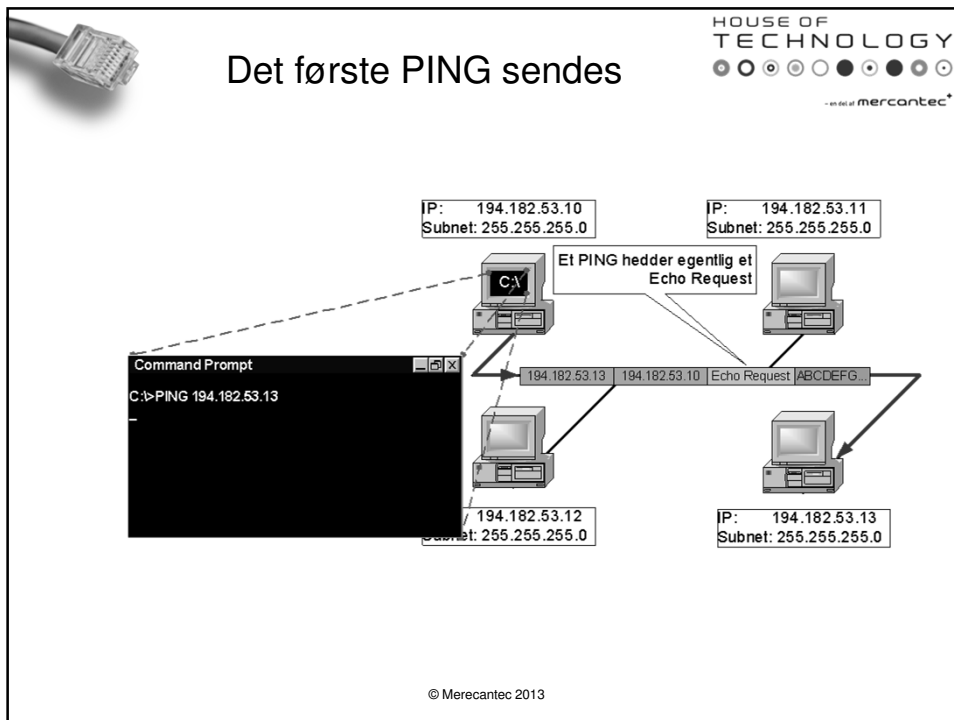 HOUSE OF
TECHNOLOGY
- en del af mercantec+
Det første PING sendes
IP: 194.182.53.10
Subnet: 255.255.255.0
IP: 194.182.53.11
Subnet: 255.255.255.0
Et PING hedder egentlig et
Echo Request
C:\
Command Prompt
C:\>PING 194.182.53.13
_
194.182.53.13 194.182.53.10 Echo Request ABCDEFG...
194.182.53.12
Subnet: 255.255.255.0
IP: 194.182.53.13
Subnet: 255.255.255.0
© Merecantec 2013